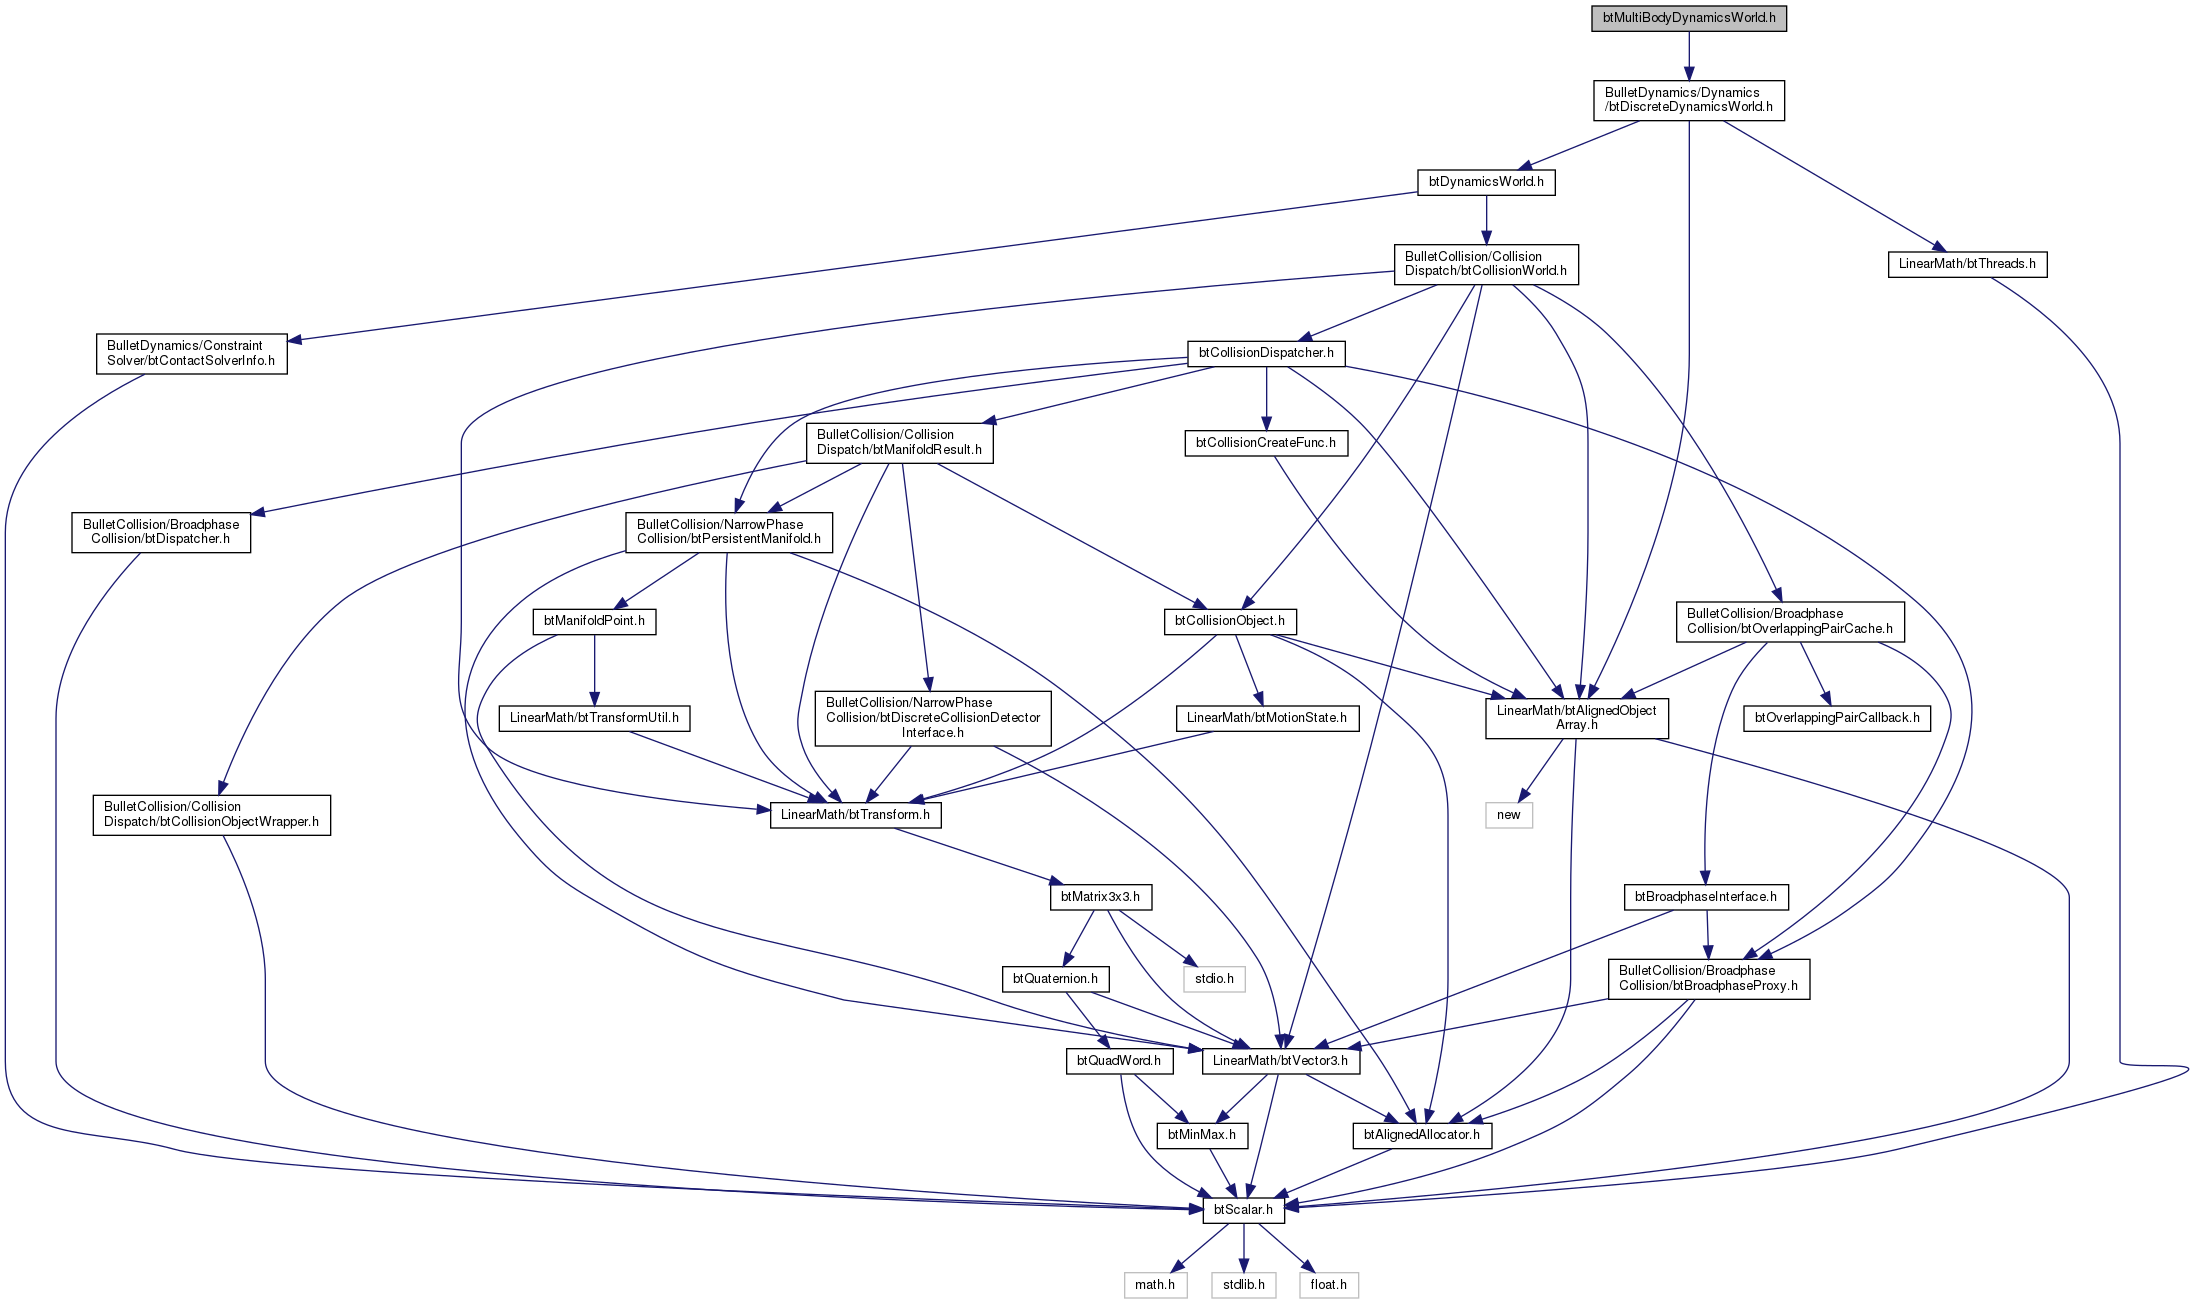 btMultiBodyDynamicsWorld.h
BulletDynamics/Dynamics
/btDiscreteDynamicsWorld.h
btDynamicsWorld.h
BulletCollision/Collision
Dispatch/btCollisionWorld.h
LinearMath/btThreads.h
BulletDynamics/Constraint
Solver/btContactSolverInfo.h
btCollisionDispatcher.h
BulletCollision/Collision
Dispatch/btManifoldResult.h
btCollisionCreateFunc.h
BulletCollision/Broadphase
Collision/btDispatcher.h
BulletCollision/NarrowPhase
Collision/btPersistentManifold.h
btManifoldPoint.h
btCollisionObject.h
BulletCollision/Broadphase
Collision/btOverlappingPairCache.h
LinearMath/btTransformUtil.h
BulletCollision/NarrowPhase
Collision/btDiscreteCollisionDetector
Interface.h
LinearMath/btMotionState.h
LinearMath/btAlignedObject
Array.h
btOverlappingPairCallback.h
BulletCollision/Collision
Dispatch/btCollisionObjectWrapper.h
LinearMath/btTransform.h
new
btMatrix3x3.h
btBroadphaseInterface.h
btQuaternion.h
stdio.h
BulletCollision/Broadphase
Collision/btBroadphaseProxy.h
btQuadWord.h
LinearMath/btVector3.h
btMinMax.h
btAlignedAllocator.h
btScalar.h
math.h
stdlib.h
float.h